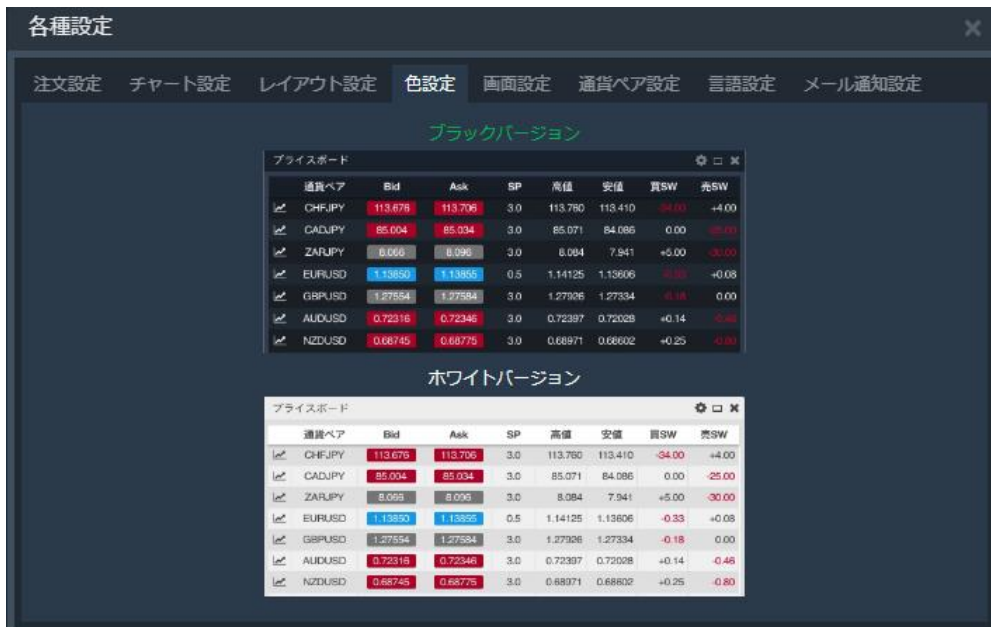 各種設定
注文設定 チャート設定 レイアウト設定 色設定 画面設定 通貨ペア設定 言語設定 メール通知設定
ブラックバージョン
プライスボード
通貨ペア Bid Ask SP 高値 安値 買SW 売SW
CHFJPY 113.676 113.706 3.0 113.760 113.410 -34.00 +4.00
CADJPY 85.004 85.034 3.0 85.071 84.086 0.00 -25.00
ZARJPY 8.066 8.096 3.0 8.084 7.941 +5.00 -30.00
EURUSD 1.13850 1.13855 0.5 1.14125 1.13606 -0.33 +0.08
GBPUSD 1.27554 1.27584 3.0 1.27926 1.27334 -0.18 0.00
AUDUSD 0.72316 0.72346 3.0 0.72397 0.72028 +0.14 -0.46
NZDUSD 0.68745 0.68775 3.0 0.68971 0.68602 +0.25 -0.80
ホワイトバージョン
プライスボード
通貨ペア Bid Ask SP 高値 安値 買SW 売SW
CHFJPY 113.676 113.706 3.0 113.760 113.410 -34.00 +4.00
CADJPY 85.004 85.034 3.0 85.071 84.086 0.00 -25.00
ZARJPY 8.066 8.096 3.0 8.084 7.941 +5.00 -30.00
EURUSD 1.13850 1.13855 0.5 1.14125 1.13606 -0.33 +0.08
GBPUSD 1.27554 1.27584 3.0 1.27926 1.27334 -0.18 0.00
AUDUSD 0.72316 0.72346 3.0 0.72397 0.72028 +0.14 -0.46
NZDUSD 0.68745 0.68775 3.0 0.68971 0.68602 +0.25 -0.80